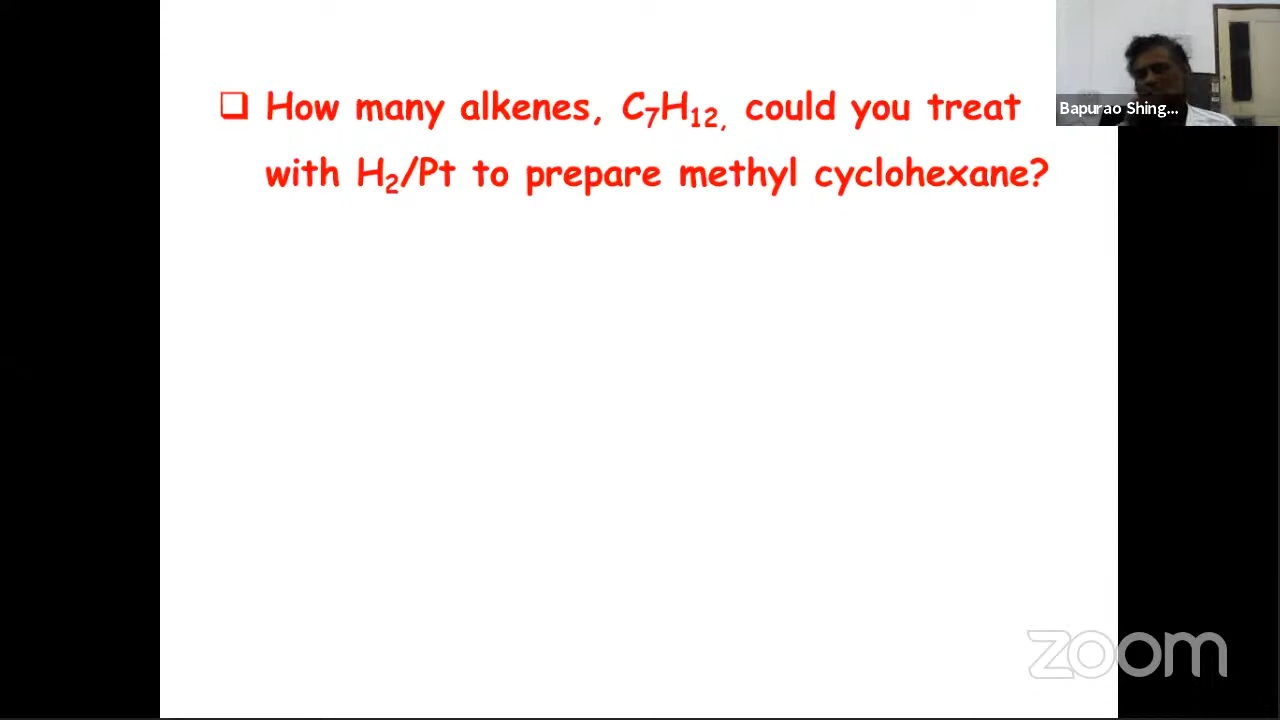 ❑ How many alkenes, C₇H₁₂, could you treat
with H₂/Pt to prepare methyl cyclohexane?
Bapurao Shing...
zoom